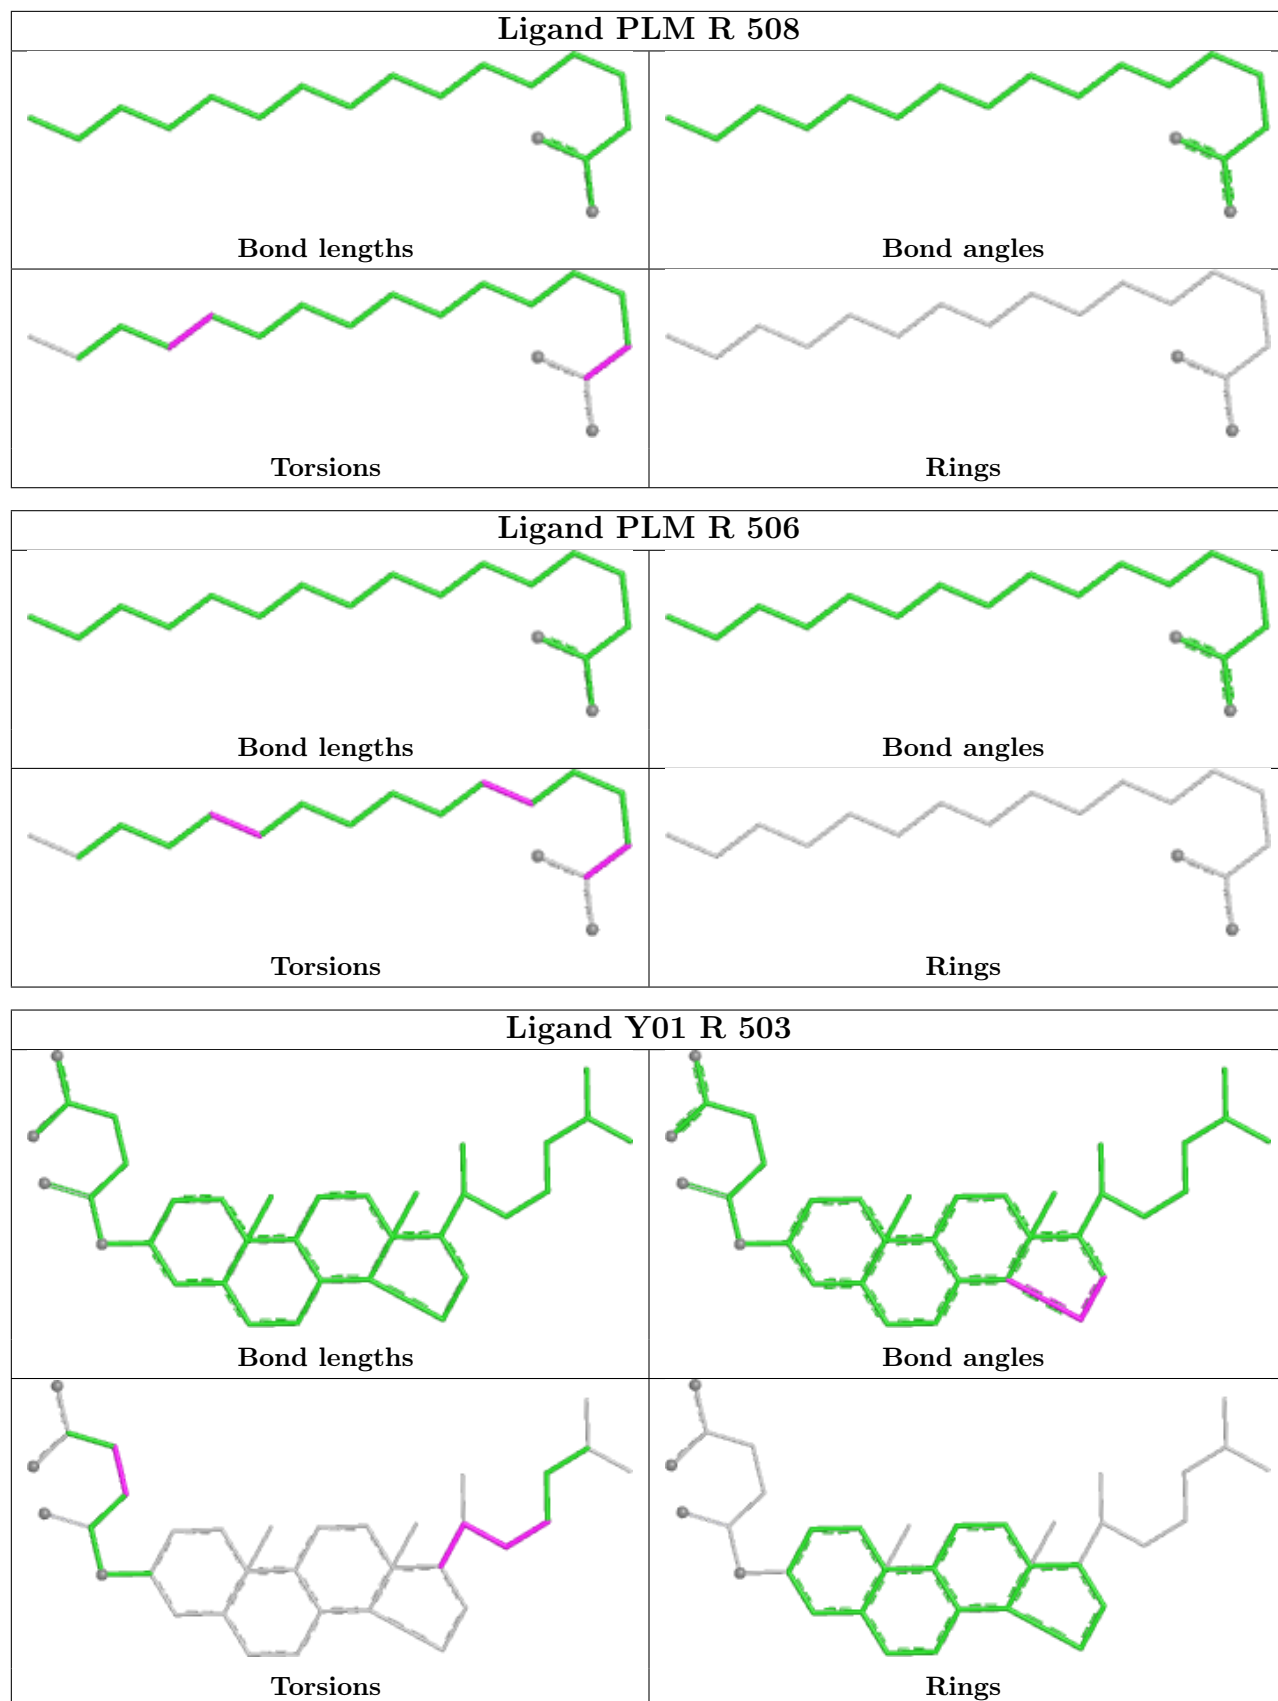 Ligand PLM R 508
Bond lengths
Bond angles
Torsions
Rings
Ligand PLM R 506
Bond lengths
Bond angles
Torsions
Rings
Ligand Y01 R 503
Bond lengths
Bond angles
Torsions
Rings